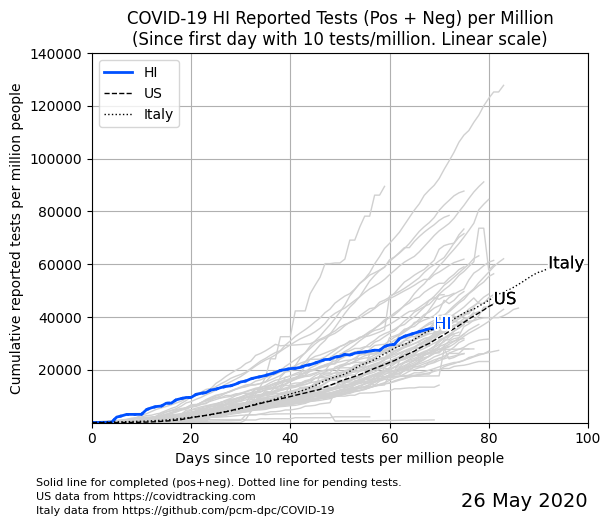 COVID-19 HI Reported Tests (Pos + Neg) per Million
(Since first day with 10 tests/million. Linear scale)
Cumulative reported tests per million people
140000
120000
100000
80000
60000
40000
20000
HI
US
Italy
Italy
US
HI
0
20
40
60
80
100
Days since 10 reported tests per million people
Solid line for completed (pos+neg). Dotted line for pending tests.
US data from https://covidtracking.com
Italy data from https://github.com/pcm-dpc/COVID-19
26 May 2020